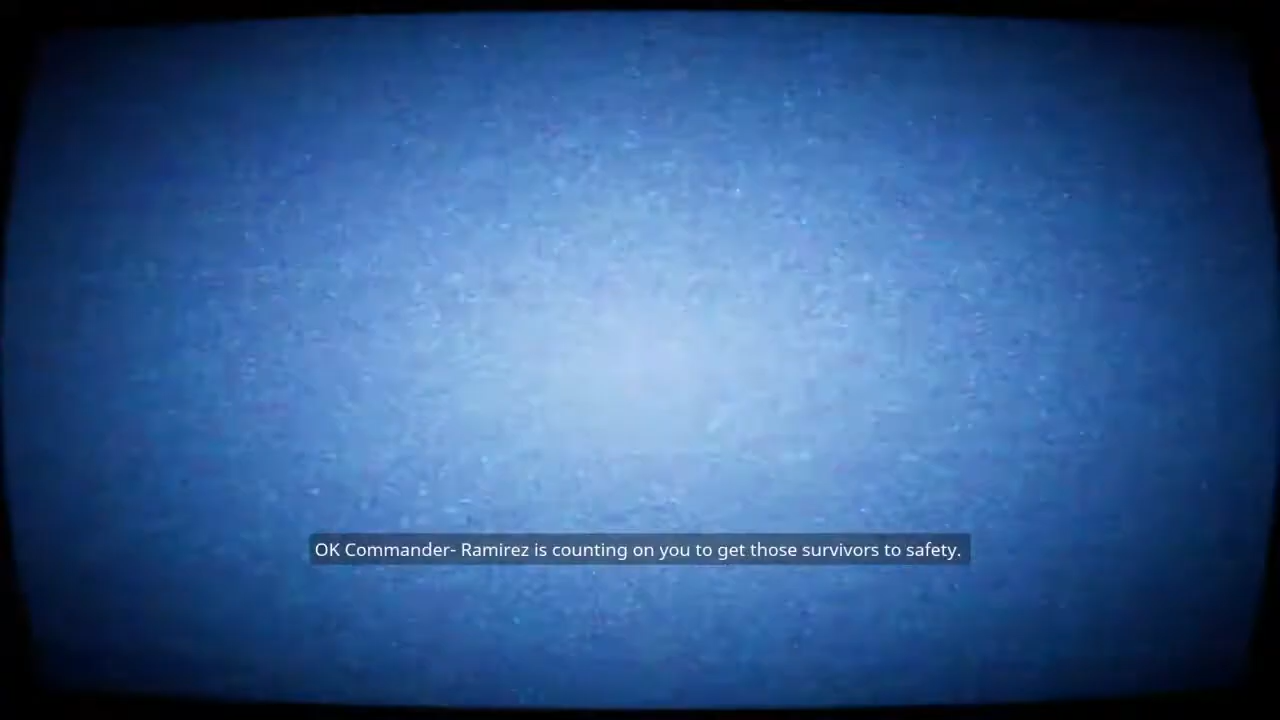 OK Commander- Ramirez is counting on you to get those survivors to safety.